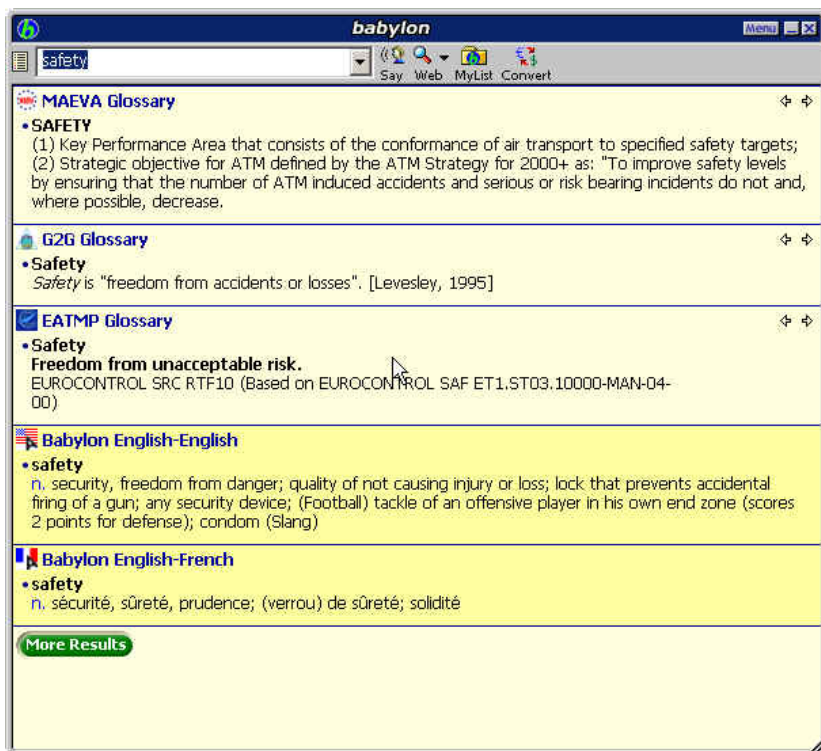 babylon
Menu
safety
Say Web MyList Convert
MAEVA Glossary
•SAFETY
(1) Key Performance Area that consists of the conformance of air transport to specified safety targets;
(2) Strategic objective for ATM defined by the ATM Strategy for 2000+ as: "To improve safety levels
by ensuring that the number of ATM induced accidents and serious or risk bearing incidents do not and,
where possible, decrease.
G2G Glossary
•Safety
Safety is "freedom from accidents or losses". [Levesley, 1995]
EATMP Glossary
•Safety
Freedom from unacceptable risk.
EUROCONTROL SRC RTF10 (Based on EUROCONTROL SAF ET1.ST03.10000-MAN-04-
00)
Babylon English-English
•safety
n. security, freedom from danger; quality of not causing injury or loss; lock that prevents accidental
firing of a gun; any security device; (Football) tackle of an offensive player in his own end zone (scores
2 points for defense); condom (Slang)
Babylon English-French
•safety
n. sécurité, sûreté, prudence; (verrou) de sûreté; solidité
More Results